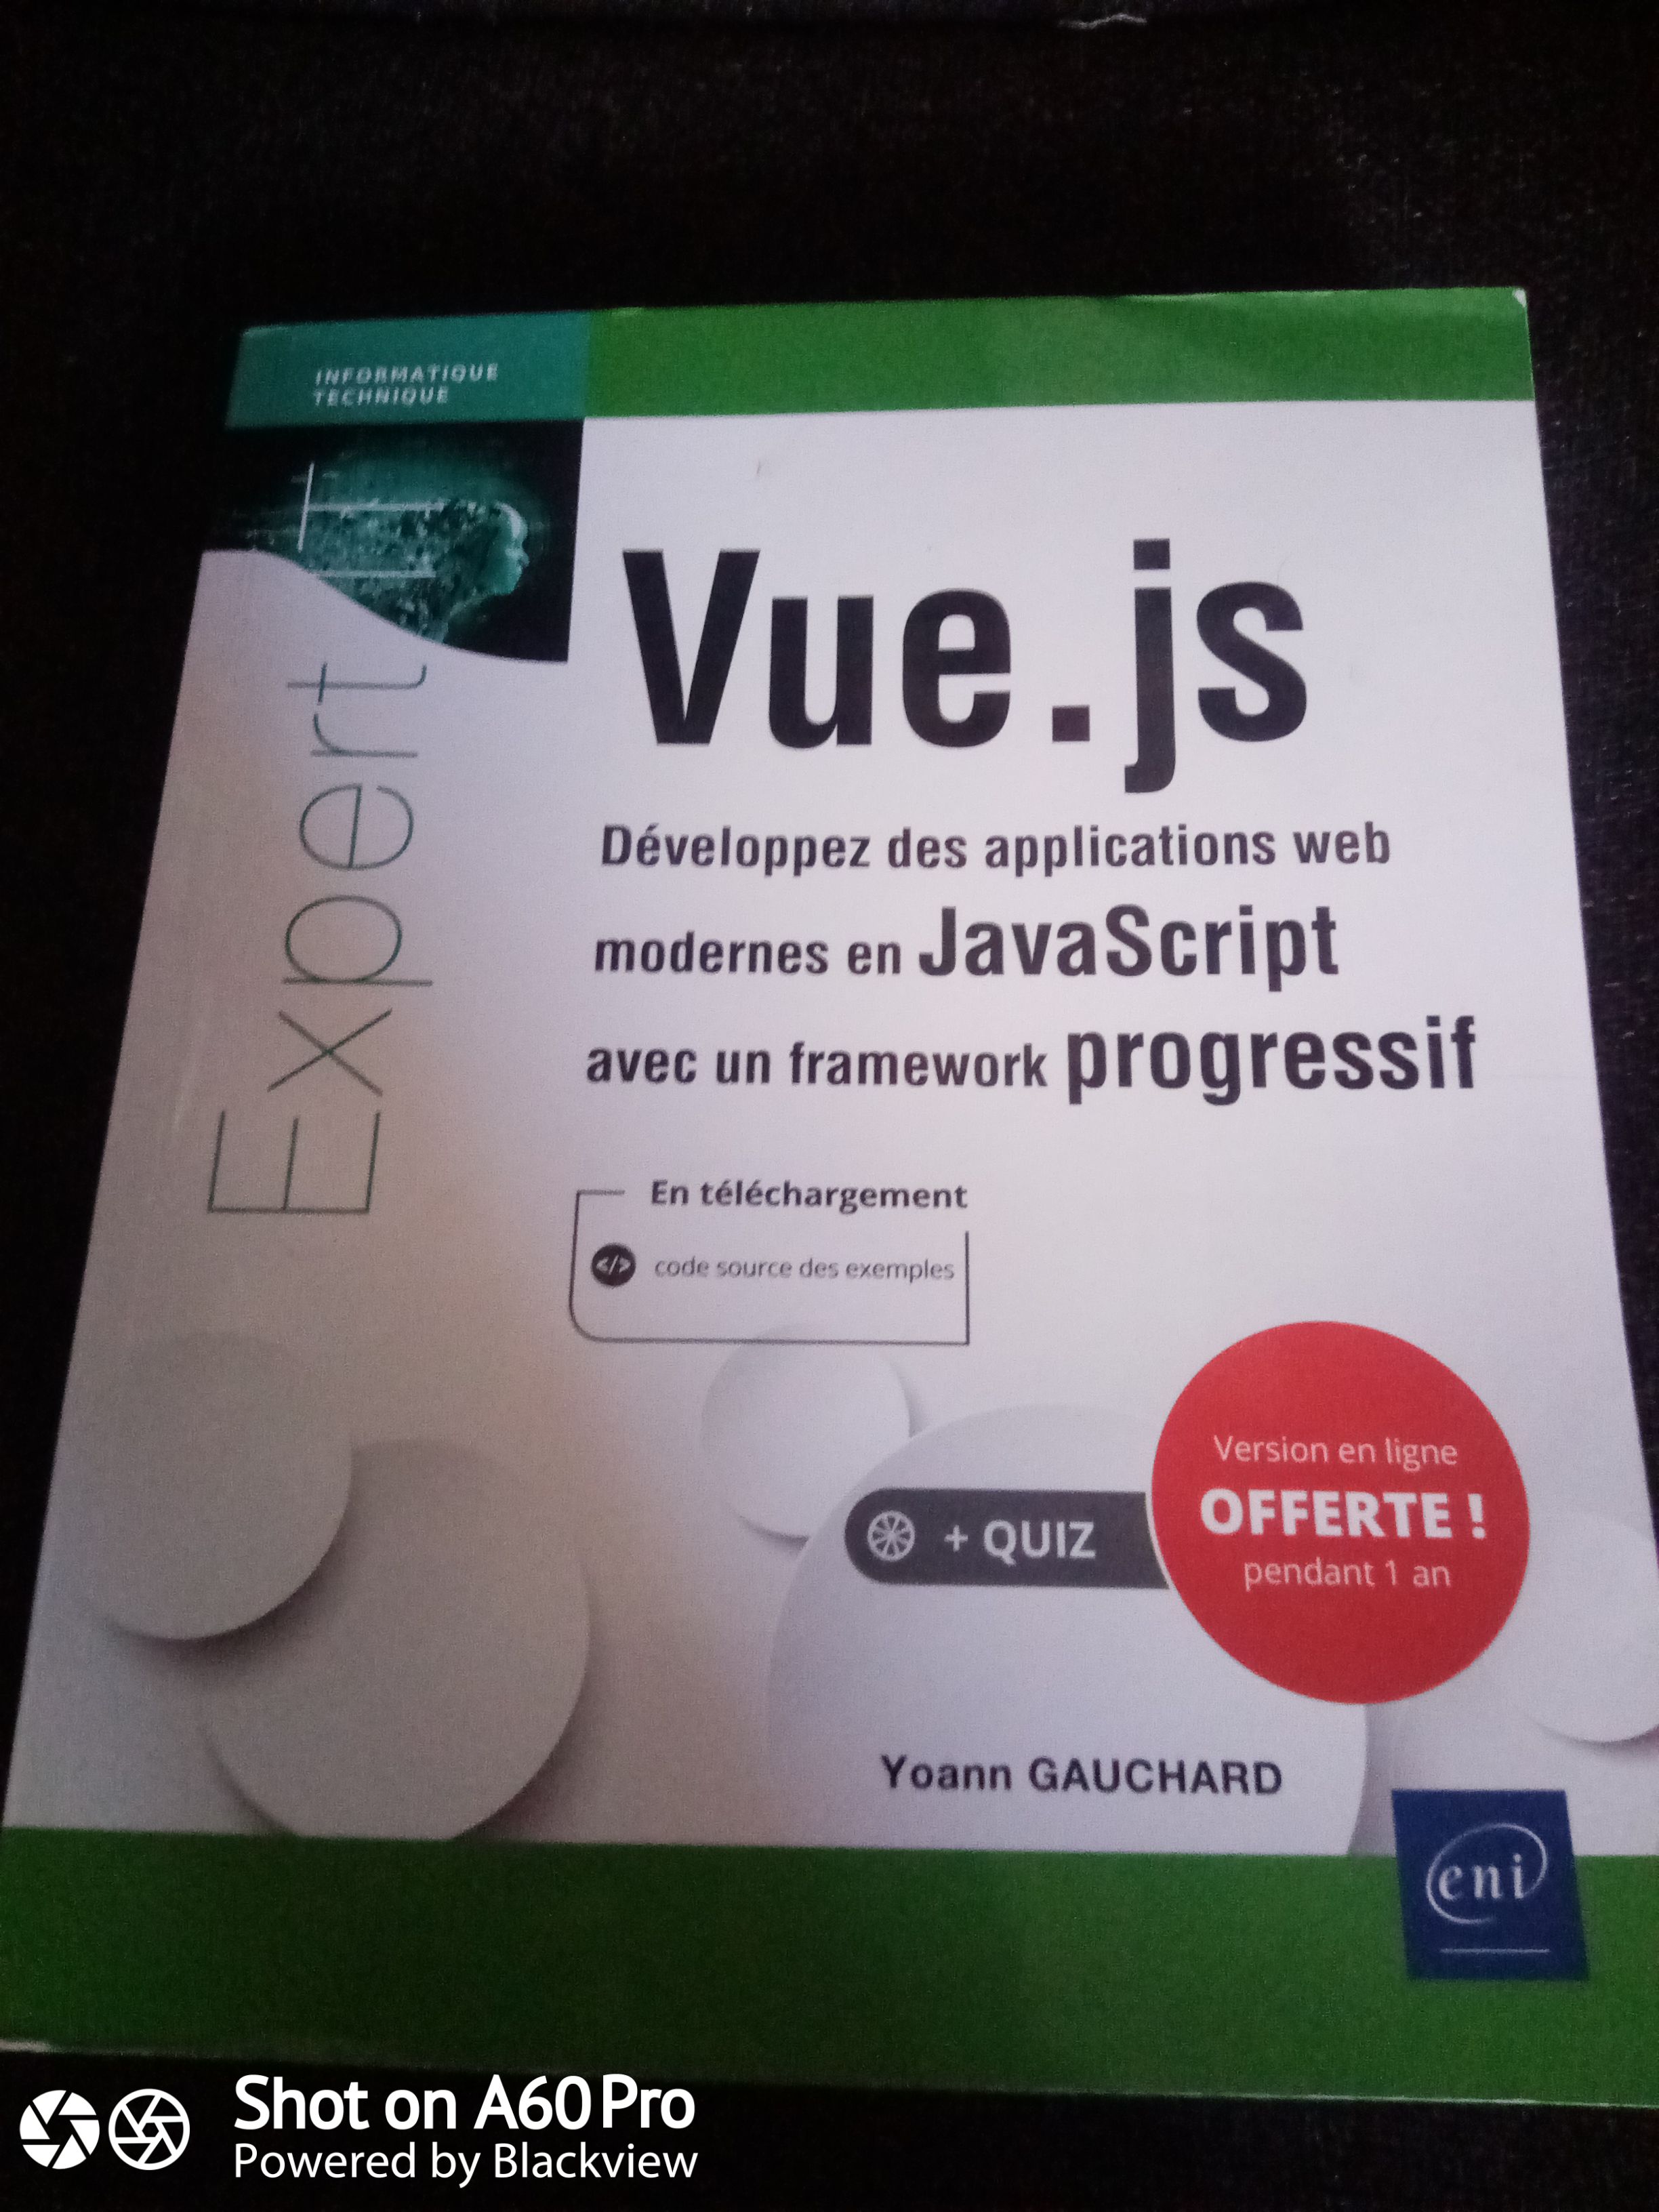 INFORMATIQUE
TECHNIQUE
Expert
Vue.js
Développez des applications web
modernes en JavaScript
avec un framework progressif
En téléchargement
</> code source des exemples
+ QUIZ
Version en ligne
OFFERTE !
pendant 1 an
Yoann GAUCHARD
eni
Shot on A60Pro
Powered by Blackview